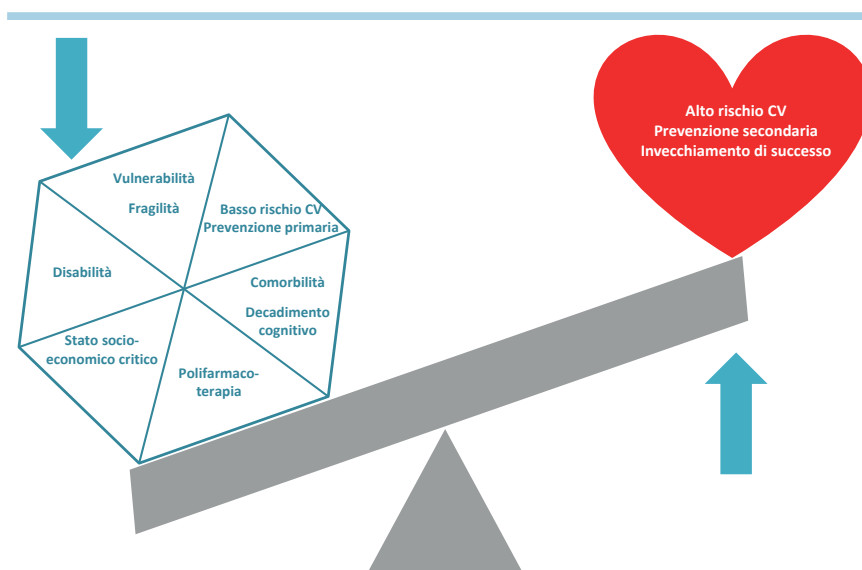 Alto rischio CV
Prevenzione secondaria
Invecchiamento di successo
Vulnerabilità
Fragilità
Basso rischio CV
Prevenzione primaria
Disabilità
Comorbilità
Decadimento
cognitivo
Stato socio-
economico critico
Polifarmaco-
terapia